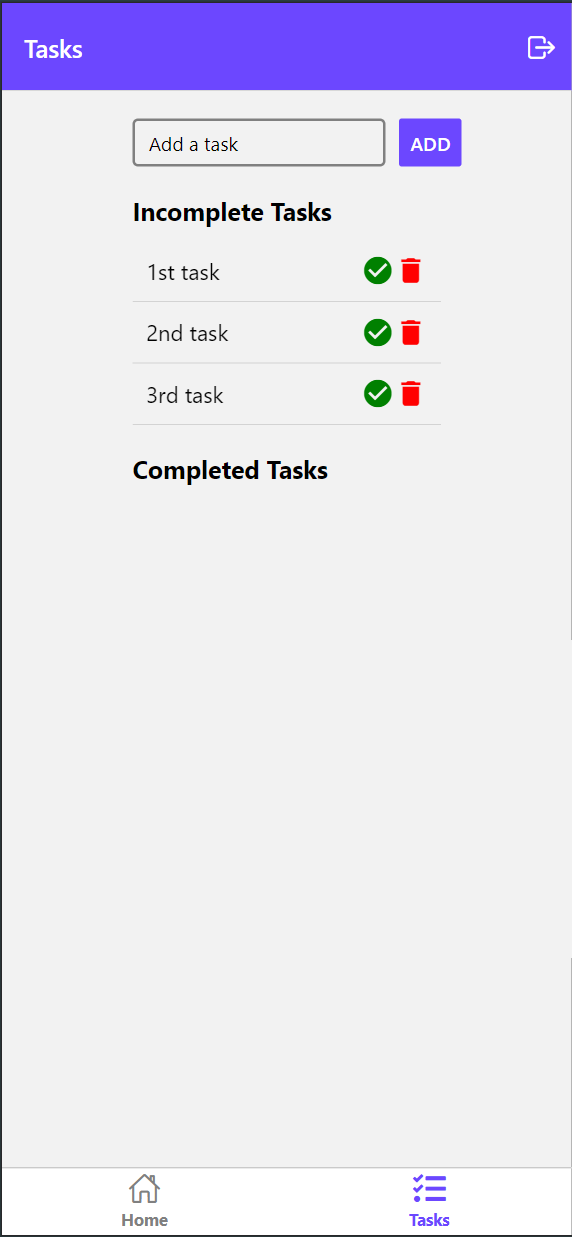 Tasks
Add a task
ADD
Incomplete Tasks
1st task
2nd task
3rd task
Completed Tasks
Home
Tasks